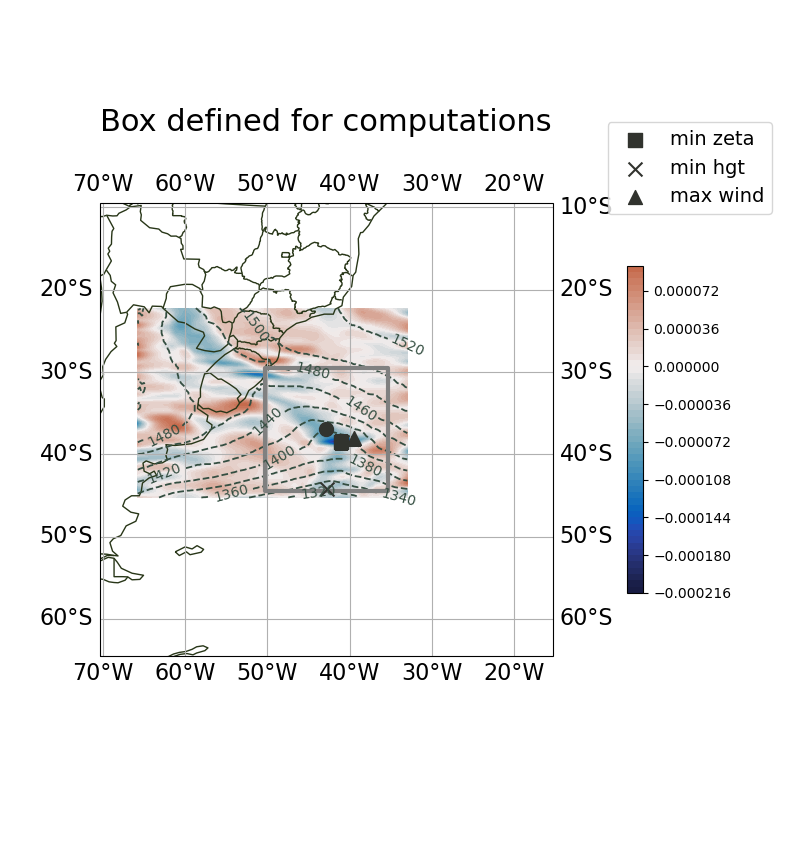 Box defined for computations
min zeta
min hgt
max wind
70°W 60°W 50°W 40°W 30°W 20°W
10°S
20°S 20°S
30°S 30°S
40°S 40°S
50°S 50°S
60°S 60°S
70°W 60°W 50°W 40°W 30°W 20°W
1500
1520
1480
1460
1440
1480
1400
1380
1420
1360
1320
1340
0.000072
0.000036
0.000000
−0.000036
−0.000072
−0.000108
−0.000144
−0.000180
−0.000216